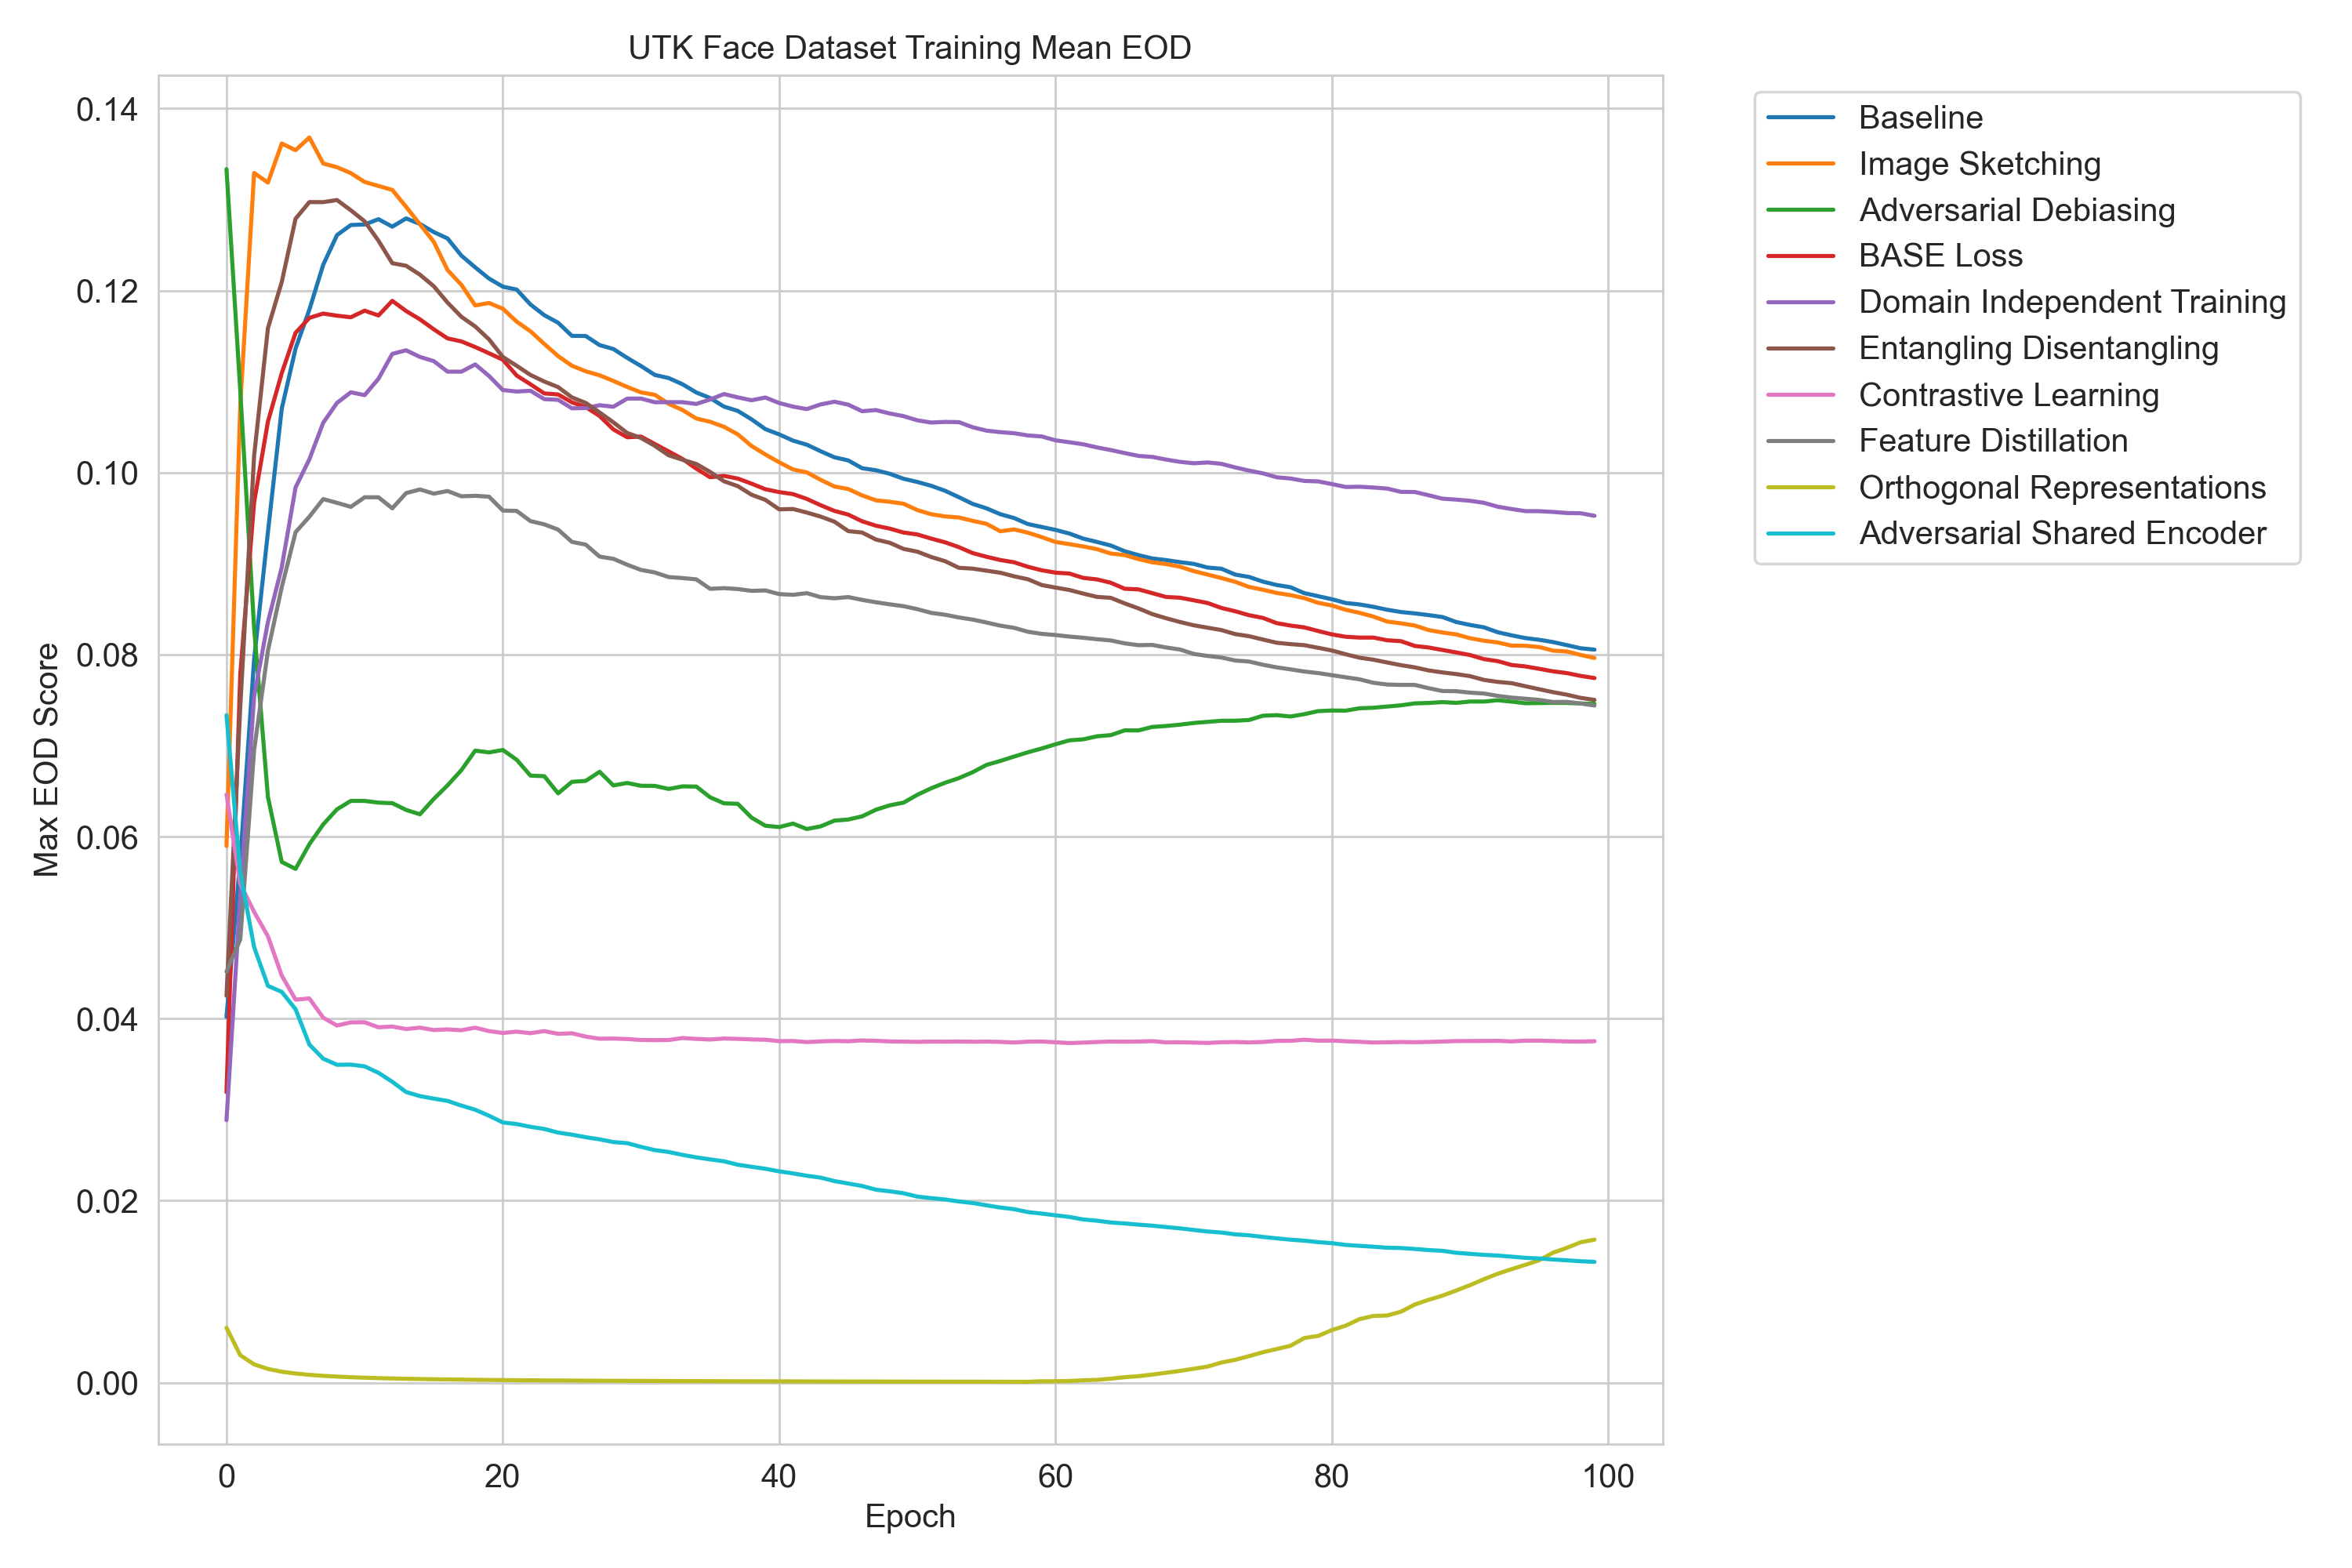 UTK Face Dataset Training Mean EOD
Max EOD Score
0.14
0.12
0.10
0.08
0.06
0.04
0.02
0.00
0 20 40 60 80 100
Epoch
Baseline
Image Sketching
Adversarial Debiasing
BASE Loss
Domain Independent Training
Entangling Disentangling
Contrastive Learning
Feature Distillation
Orthogonal Representations
Adversarial Shared Encoder